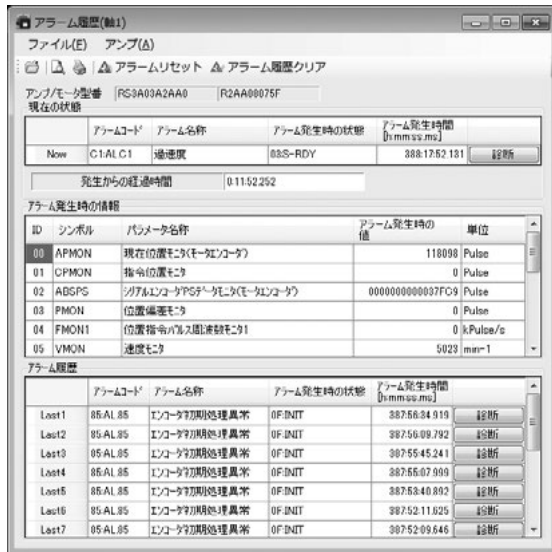 アラーム履歴(軸1)
ファイル(E) アンプ(A)
アラームリセット アラーム履歴クリア
アンプ/モータ型番 RS3A03A2AA0 R2AA08075F
現在の状態
アラームコード アラーム名称 アラーム発生時の状態 アラーム発生時間 [h:mm:ss.ms]
Now C1:AL.C1 過速度 03:S-RDY 388:17:52.131 診断
発生からの経過時間 0:11:52.252
アラーム発生時の情報
ID シンボル パラメータ名称 アラーム発生時の値 単位
00 APMON 現在位置モニタ(モータエンコーダ) 118098 Pulse
01 CPMON 指令位置モニタ 0 Pulse
02 ABSPS シリアルエンコーダPSデータモニタ(モータエンコーダ) 0000000000037FC9 Pulse
03 PMON 位置偏差モニタ 0 Pulse
04 FMON1 位置指令パルス周波数モニタ1 0 kPulse/s
05 VMON 速度モニタ 5023 min-1
アラーム履歴
アラームコード アラーム名称 アラーム発生時の状態 アラーム発生時間 [h:mm:ss.ms]
Last1 85:AL.85 エンコーダ初期処理異常 0F:INIT 387:56:34.919 診断
Last2 85:AL.85 エンコーダ初期処理異常 0F:INIT 387:56:09.792 診断
Last3 85:AL.85 エンコーダ初期処理異常 0F:INIT 387:55:45.241 診断
Last4 85:AL.85 エンコーダ初期処理異常 0F:INIT 387:55:07.999 診断
Last5 85:AL.85 エンコーダ初期処理異常 0F:INIT 387:53:40.892 診断
Last6 85:AL.85 エンコーダ初期処理異常 0F:INIT 387:52:11.625 診断
Last7 85:AL.85 エンコーダ初期処理異常 0F:INIT 387:52:09.646 診断